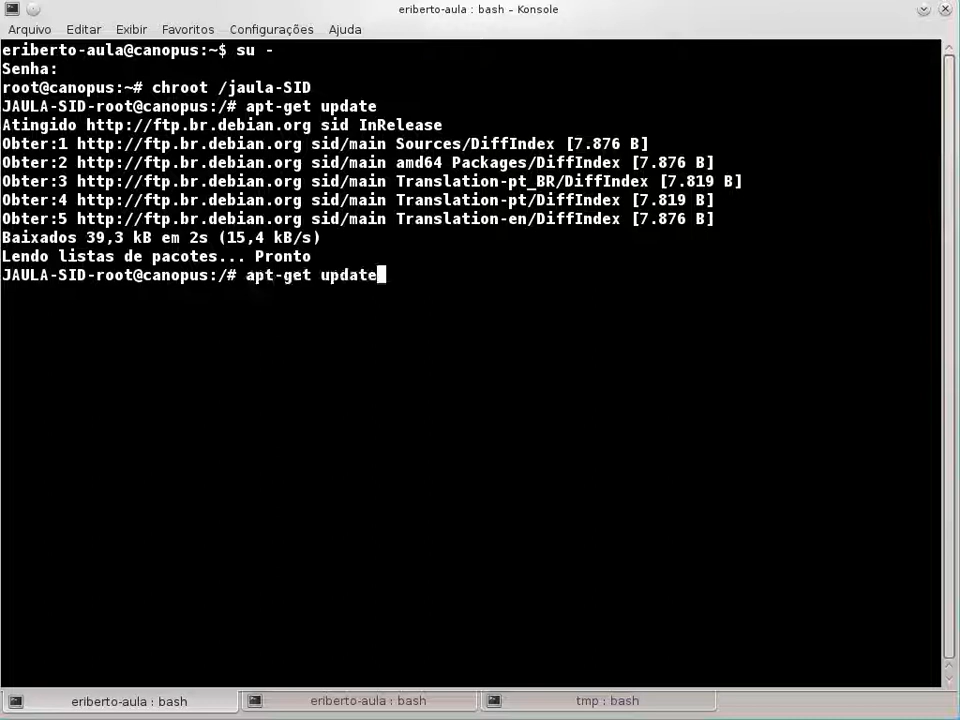 eriberto-aula : bash – Konsole
Arquivo Editar Exibir Favoritos Configurações Ajuda
eriberto-aula@canopus:~$ su -
Senha:
root@canopus:~# chroot /jaula-SID
JAULA-SID-root@canopus:/# apt-get update
Atingido http://ftp.br.debian.org sid InRelease
Obter:1 http://ftp.br.debian.org sid/main Sources/DiffIndex [7.876 B]
Obter:2 http://ftp.br.debian.org sid/main amd64 Packages/DiffIndex [7.876 B]
Obter:3 http://ftp.br.debian.org sid/main Translation-pt_BR/DiffIndex [7.819 B]
Obter:4 http://ftp.br.debian.org sid/main Translation-pt/DiffIndex [7.819 B]
Obter:5 http://ftp.br.debian.org sid/main Translation-en/DiffIndex [7.876 B]
Baixados 39,3 kB em 2s (15,4 kB/s)
Lendo listas de pacotes... Pronto
JAULA-SID-root@canopus:/# apt-get update
eriberto-aula : bash eriberto-aula : bash tmp : bash